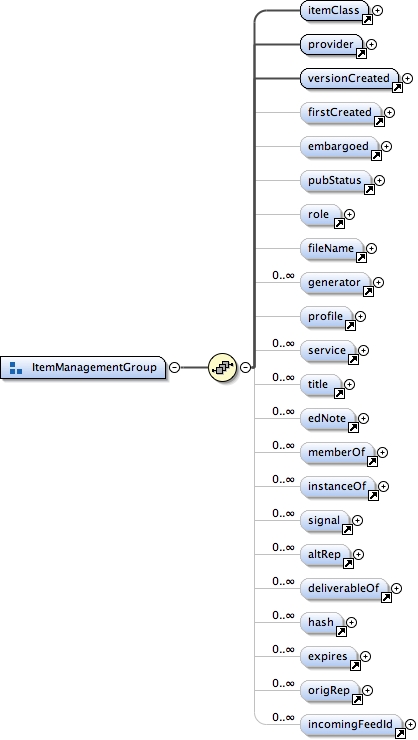 itemClass
provider
versionCreated
firstCreated
embargoed
pubStatus
role
fileName
0..∞ generator
profile
0..∞ service
0..∞ title
0..∞ edNote
0..∞ memberOf
0..∞ instanceOf
0..∞ signal
0..∞ altRep
0..∞ deliverableOf
0..∞ hash
0..∞ expires
0..∞ origRep
0..∞ incomingFeedId
ItemManagementGroup